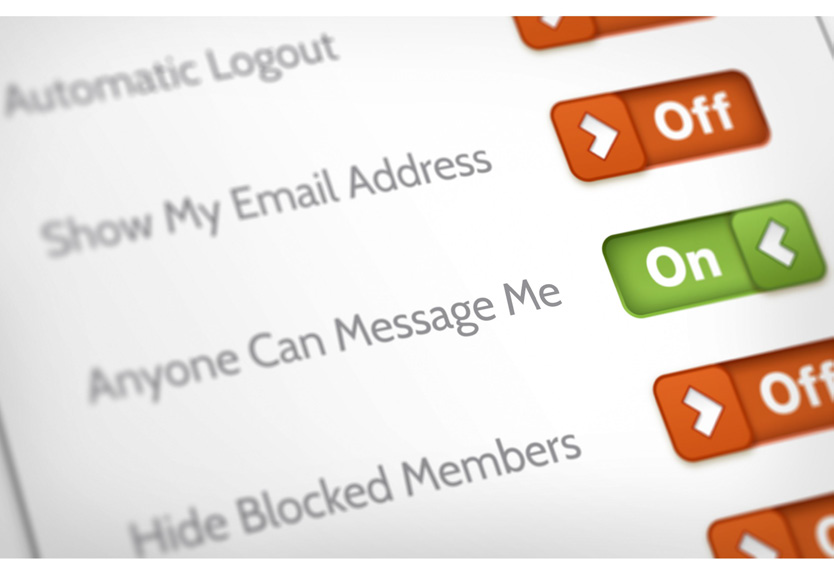 Automatic Logout
Show My Email Address Off
Anyone Can Message Me On
Hide Blocked Members Off